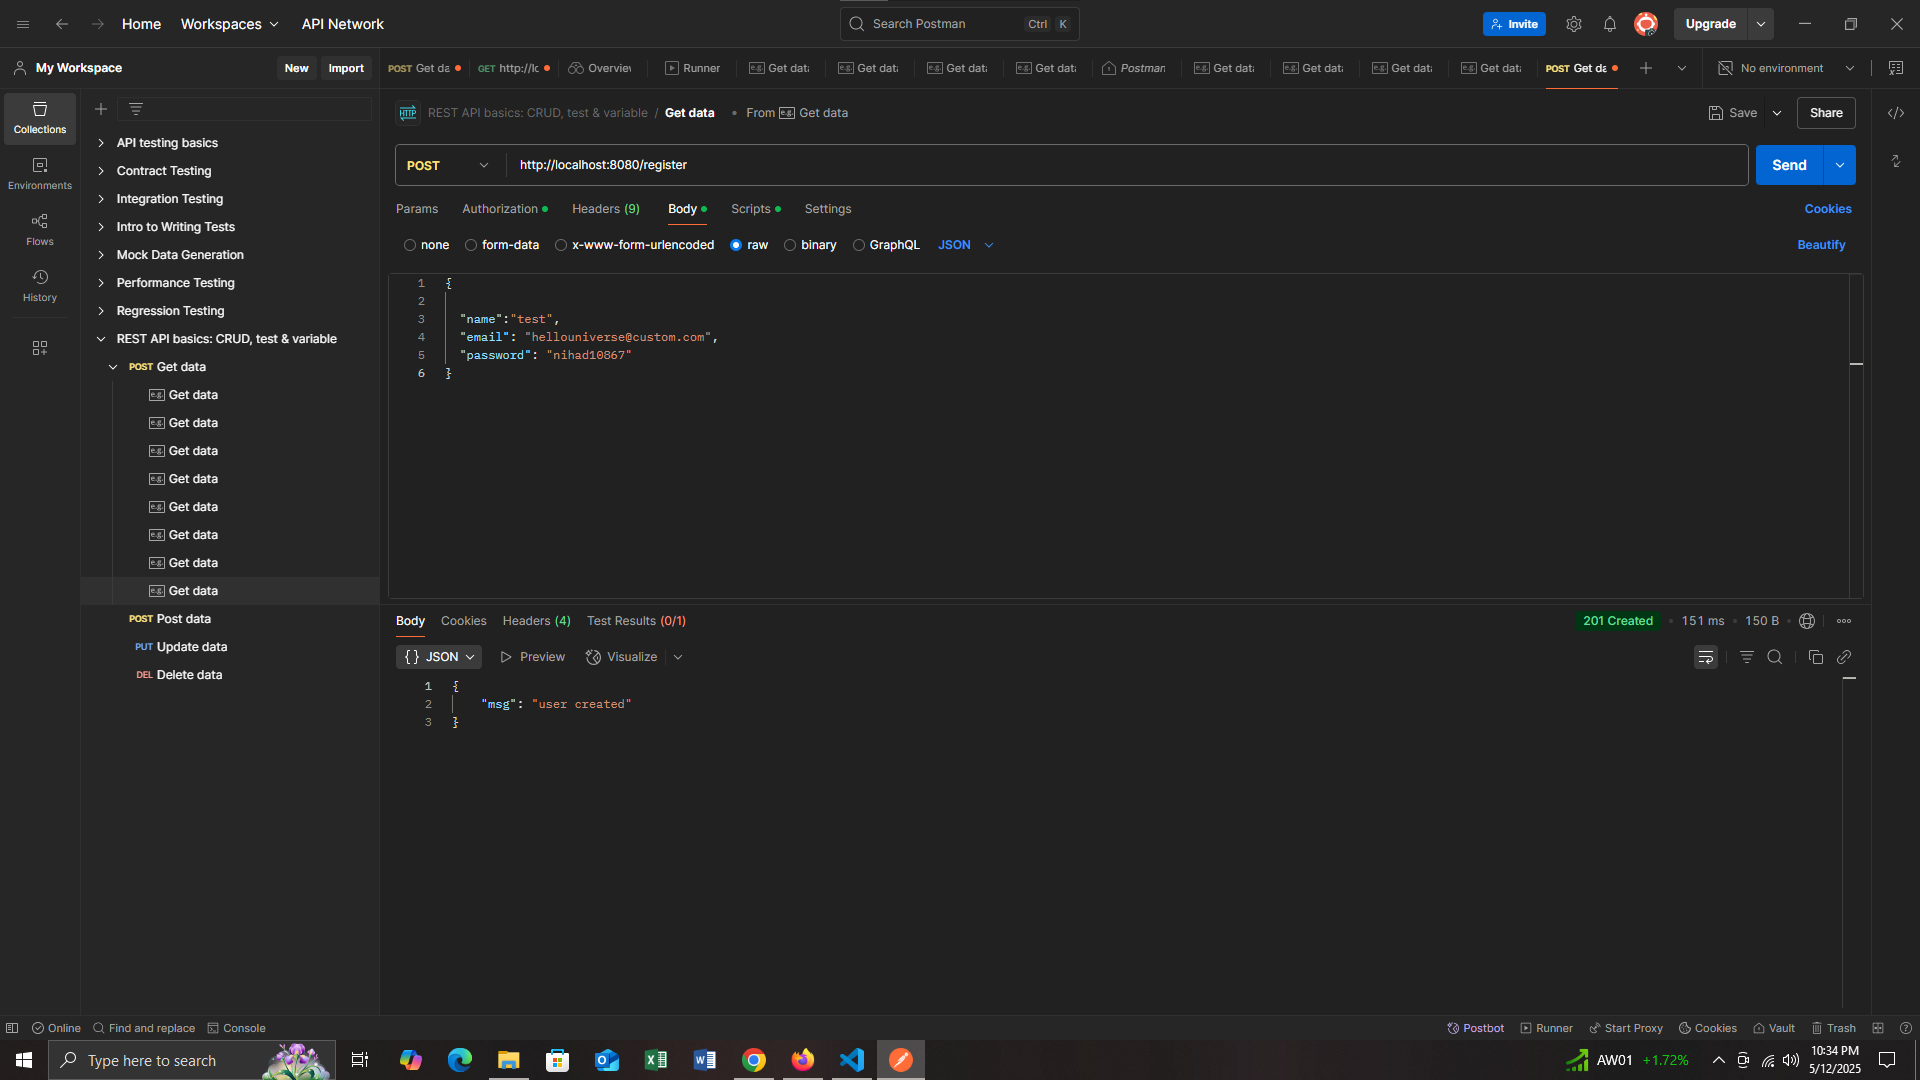 Home Workspaces API Network Search Postman Ctrl K Invite Upgrade
My Workspace New Import POST Get da GET http://lc Overviev Runner Get dat Get dat Get dat Get dat Postman Get dat Get dat Get dat Get dat POST Get da No environment
Collections
Environments
Flows
History
API testing basics
Contract Testing
Integration Testing
Intro to Writing Tests
Mock Data Generation
Performance Testing
Regression Testing
REST API basics: CRUD, test & variable
POST Get data
e.g. Get data
e.g. Get data
e.g. Get data
e.g. Get data
e.g. Get data
e.g. Get data
e.g. Get data
e.g. Get data
POST Post data
PUT Update data
DEL Delete data
HTTP REST API basics: CRUD, test & variable / Get data • From e.g. Get data Save Share
POST http://localhost:8080/register Send
Params Authorization Headers (9) Body Scripts Settings Cookies
none form-data x-www-form-urlencoded raw binary GraphQL JSON Beautify
1 {
2
3 "name":"test",
4 "email": "hellouniverse@custom.com",
5 "password": "nihad10867"
6 }
Body Cookies Headers (4) Test Results (0/1) 201 Created • 151 ms • 150 B
{} JSON Preview Visualize
1 {
2 "msg": "user created"
3 }
Online Find and replace Console Postbot Runner Start Proxy Cookies Vault Trash
Type here to search AW01 +1.72% 10:34 PM
5/12/2025